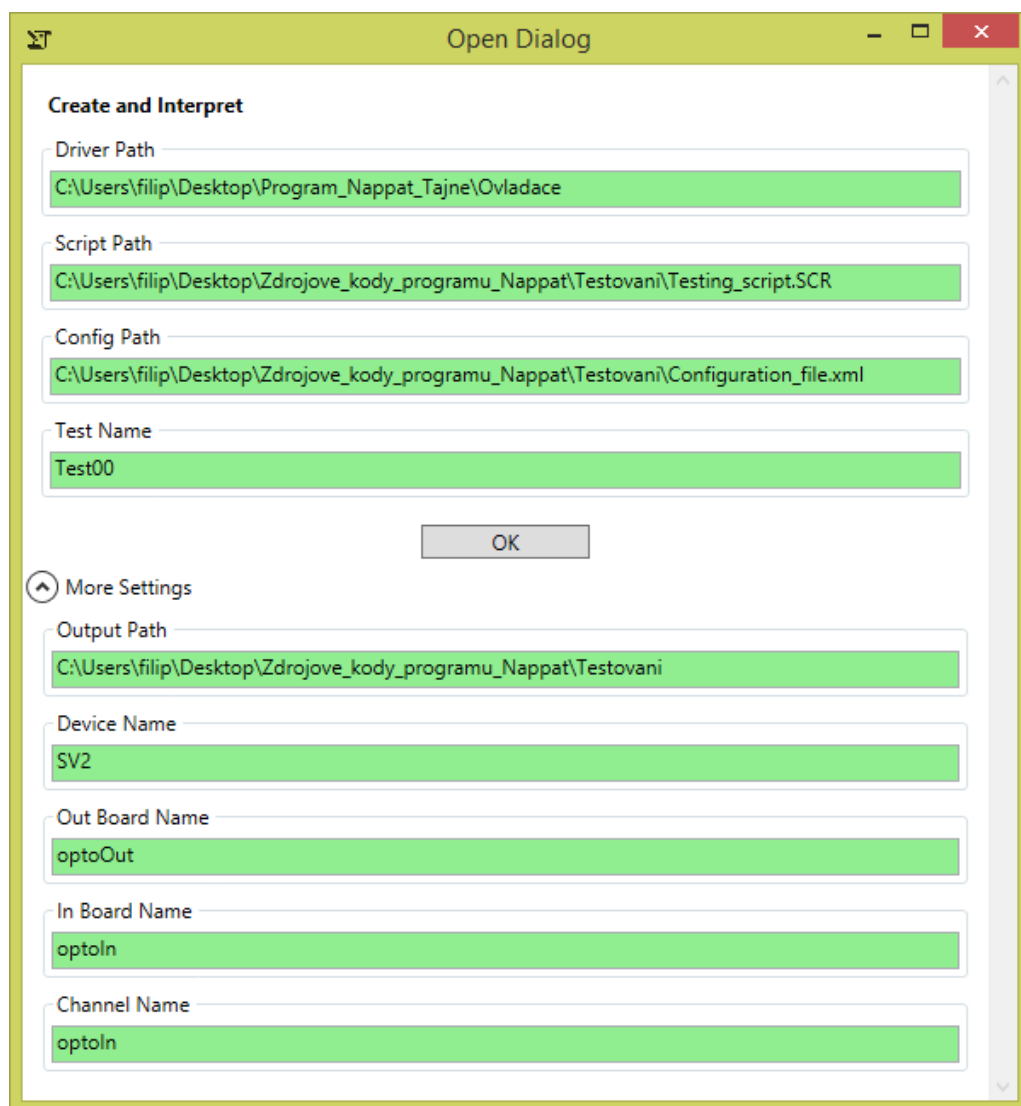 Open Dialog
Create and Interpret
Driver Path
C:\Users\filip\Desktop\Program_Nappat_Tajne\Ovladace
Script Path
C:\Users\filip\Desktop\Zdrojove_kody_programu_Nappat\Testovani\Testing_script.SCR
Config Path
C:\Users\filip\Desktop\Zdrojove_kody_programu_Nappat\Testovani\Configuration_file.xml
Test Name
Test00
OK
More Settings
Output Path
C:\Users\filip\Desktop\Zdrojove_kody_programu_Nappat\Testovani
Device Name
SV2
Out Board Name
optoOut
In Board Name
optoIn
Channel Name
optoIn